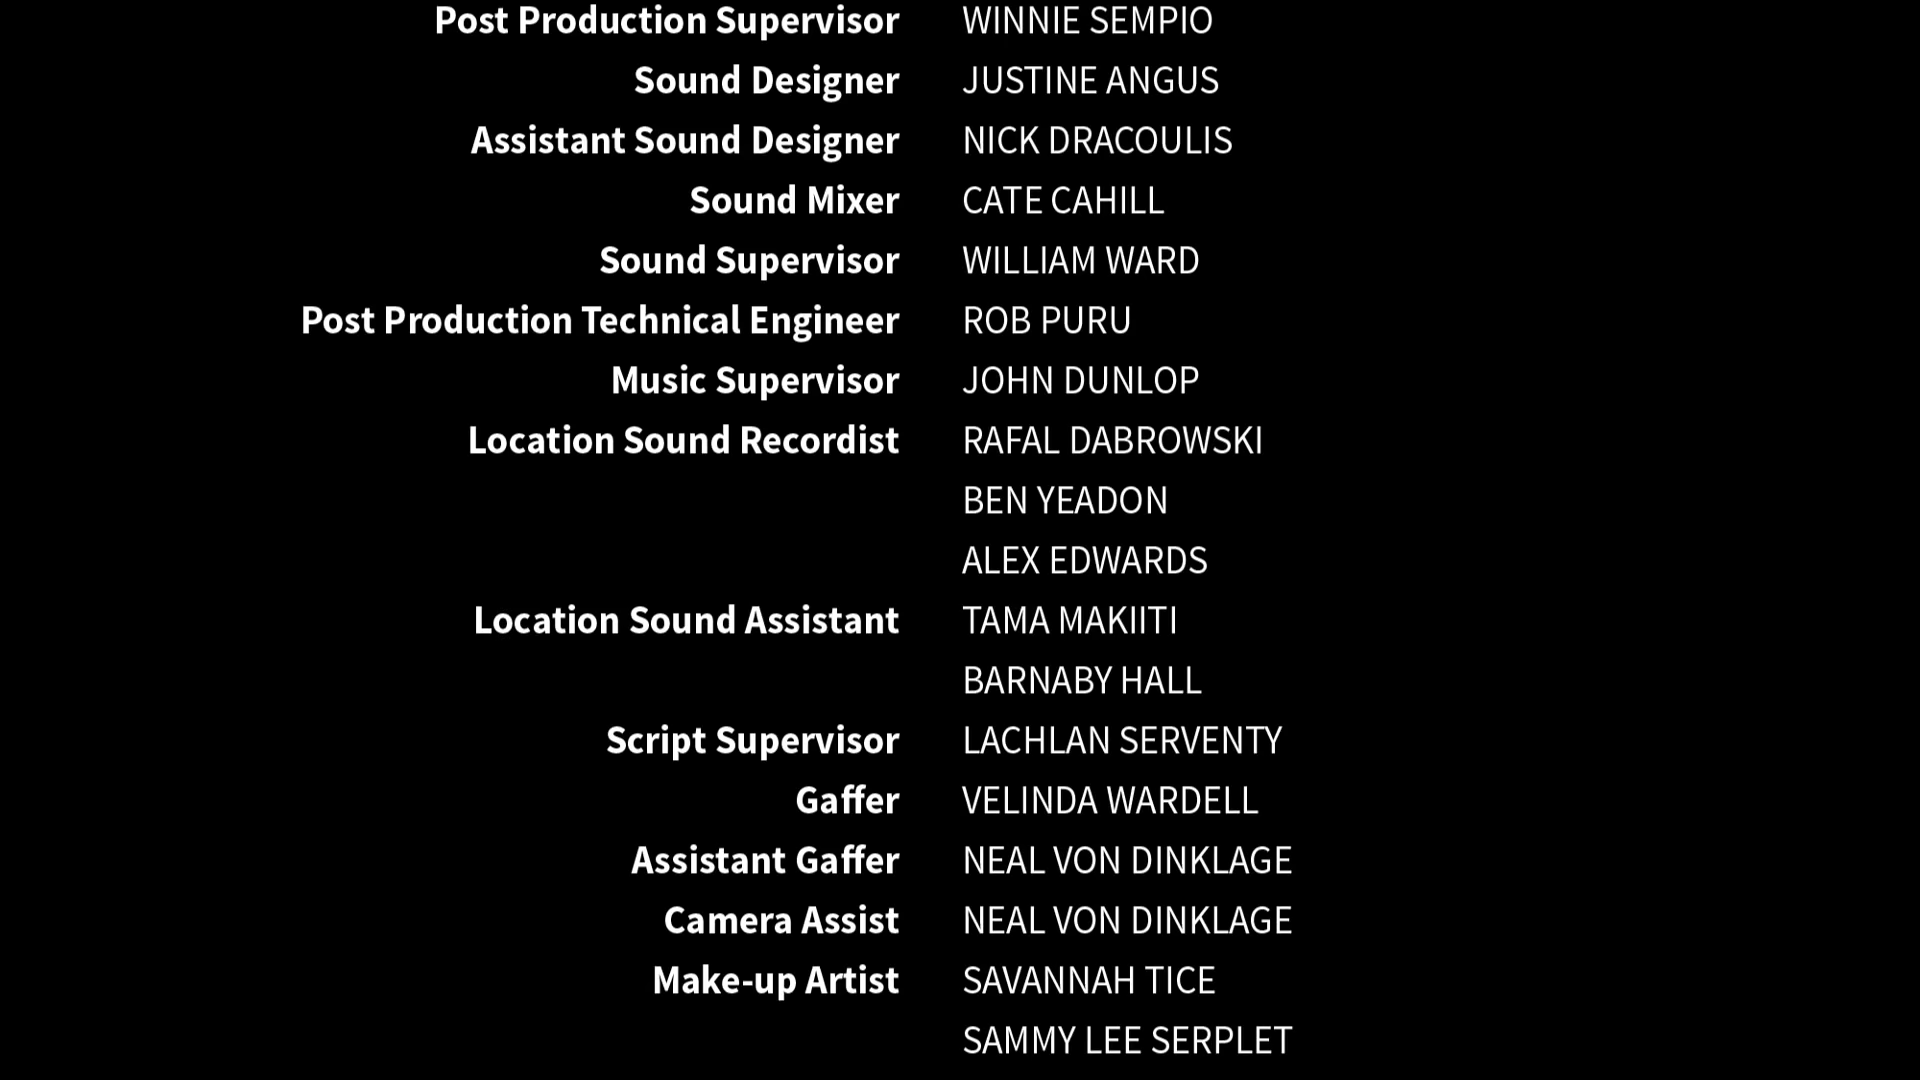 Post Production Supervisor WINNIE SEMPIO
Sound Designer JUSTINE ANGUS
Assistant Sound Designer NICK DRACOULIS
Sound Mixer CATE CAHILL
Sound Supervisor WILLIAM WARD
Post Production Technical Engineer ROB PURU
Music Supervisor JOHN DUNLOP
Location Sound Recordist RAFAL DABROWSKI
BEN YEADON
ALEX EDWARDS
Location Sound Assistant TAMA MAKIITI
BARNABY HALL
Script Supervisor LACHLAN SERVENTY
Gaffer VELINDA WARDELL
Assistant Gaffer NEAL VON DINKLAGE
Camera Assist NEAL VON DINKLAGE
Make-up Artist SAVANNAH TICE
SAMMY LEE SERPLET